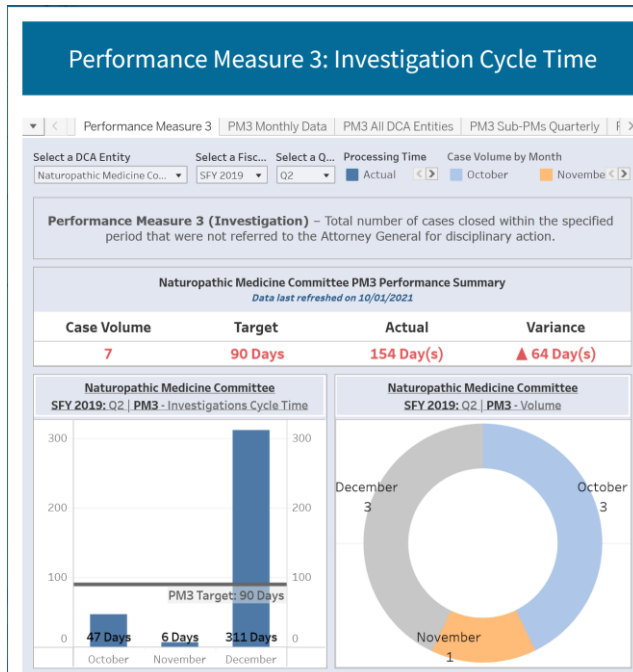 Performance Measure 3: Investigation Cycle Time
Performance Measure 3
PM3 Monthly Data
PM3 All DCA Entities
PM3 Sub-PMs Quarterly
Select a DCA Entity
Select a Fisc...
Select a Q...
Processing Time
Case Volume by Month
Naturopathic Medicine Co...
SFY 2019
Q2
Actual
October
Novembe
Performance Measure 3 (Investigation) – Total number of cases closed within the specified
period that were not referred to the Attorney General for disciplinary action.
Naturopathic Medicine Committee PM3 Performance Summary
Data last refreshed on 10/01/2021
Case Volume
Target
Actual
Variance
7
90 Days
154 Day(s)
▲ 64 Day(s)
Naturopathic Medicine Committee
SFY 2019: Q2 | PM3 - Investigations Cycle Time
300
200
100
0
300
200
100
0
PM3 Target: 90 Days
47 Days
6 Days
311 Days
October
November
December
Naturopathic Medicine Committee
SFY 2019: Q2 | PM3 - Volume
December
3
October
3
November
1